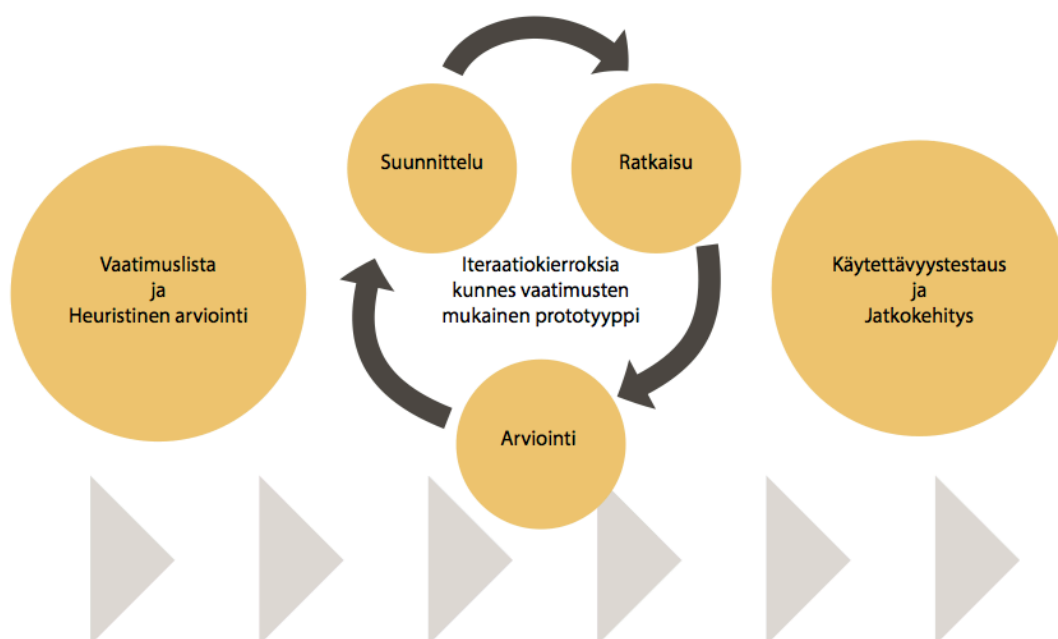 Suunnittelu
Ratkaisu
Vaatimuslista
ja
Heuristinen arviointi
Iteraatiokierroksia
kunnes vaatimusten
mukainen prototyyppi
Käytettävyystestaus
ja
Jatkokehitys
Arviointi